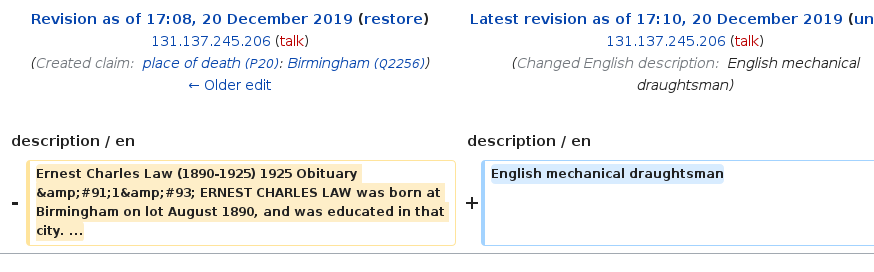 Revision as of 17:08, 20 December 2019 (restore)
131.137.245.206 (talk)
(Created claim: place of death (P20): Birmingham (Q2256))
← Older edit
Latest revision as of 17:10, 20 December 2019 (un
131.137.245.206 (talk)
(Changed English description: English mechanical
draughtsman)
description / en
description / en
- Ernest Charles Law (1890-1925) 1925 Obituary
&amp;#91;1&amp;#93; ERNEST CHARLES LAW was born at
Birmingham on lot August 1890, and was educated in that
city. ...
+ English mechanical draughtsman